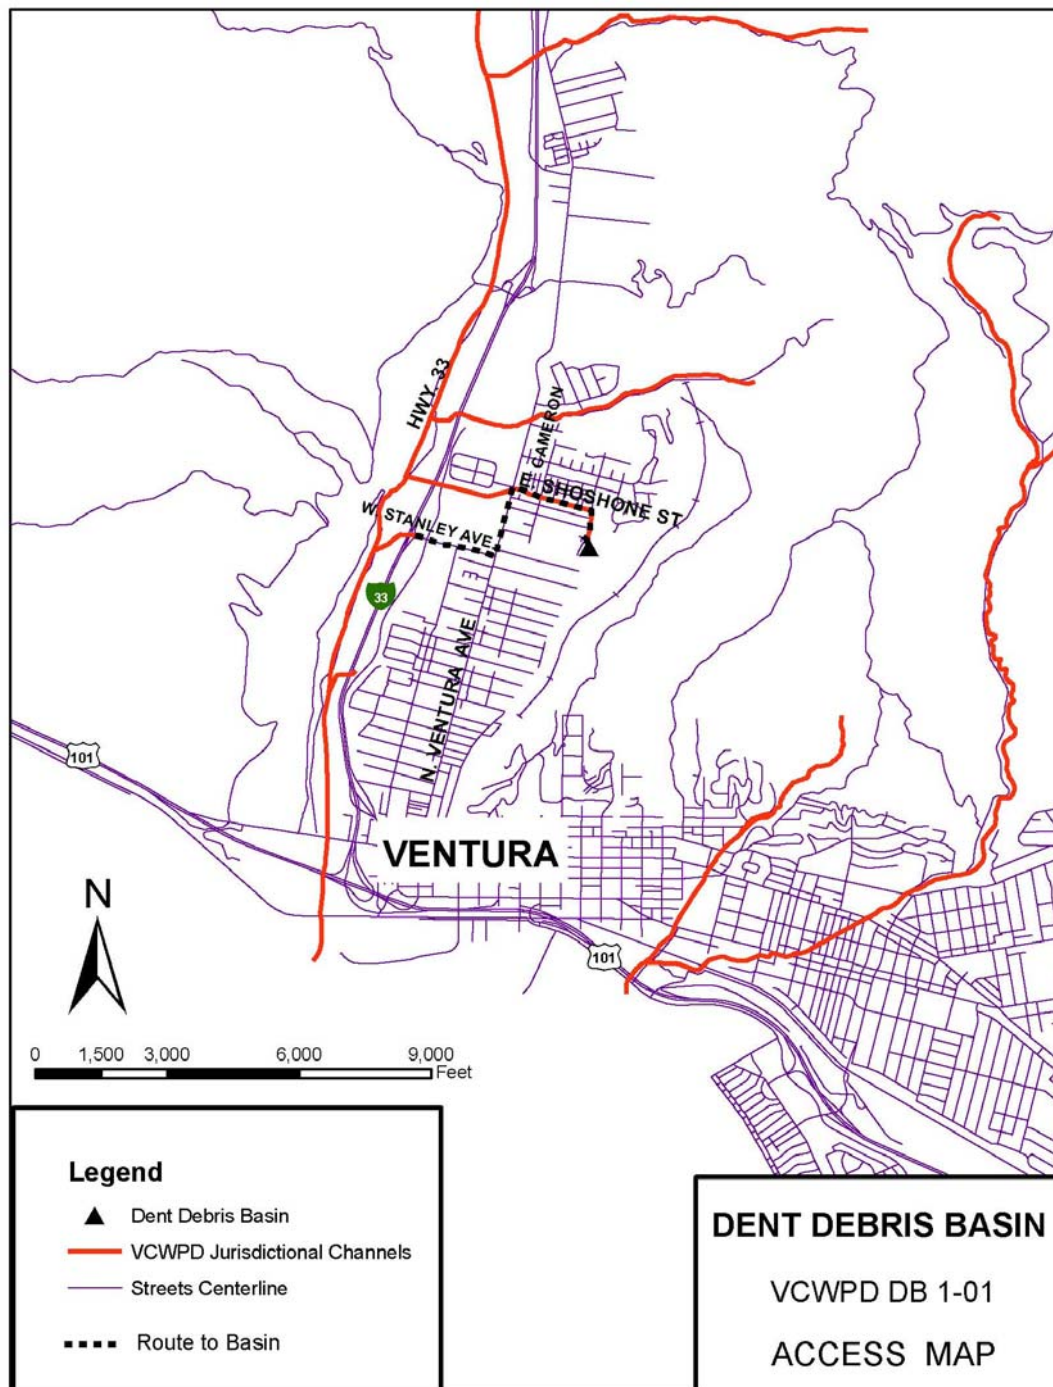 HWY. 33
E. CAMERON
E. SHOSHONE ST.
W. STANLEY AVE
33
N. VENTURA AVE
101
VENTURA
N
101
0 1,500 3,000 6,000 9,000
Feet
Legend
Dent Debris Basin
VCWPD Jurisdictional Channels
Streets Centerline
Route to Basin
DENT DEBRIS BASIN
VCWPD DB 1-01
ACCESS MAP